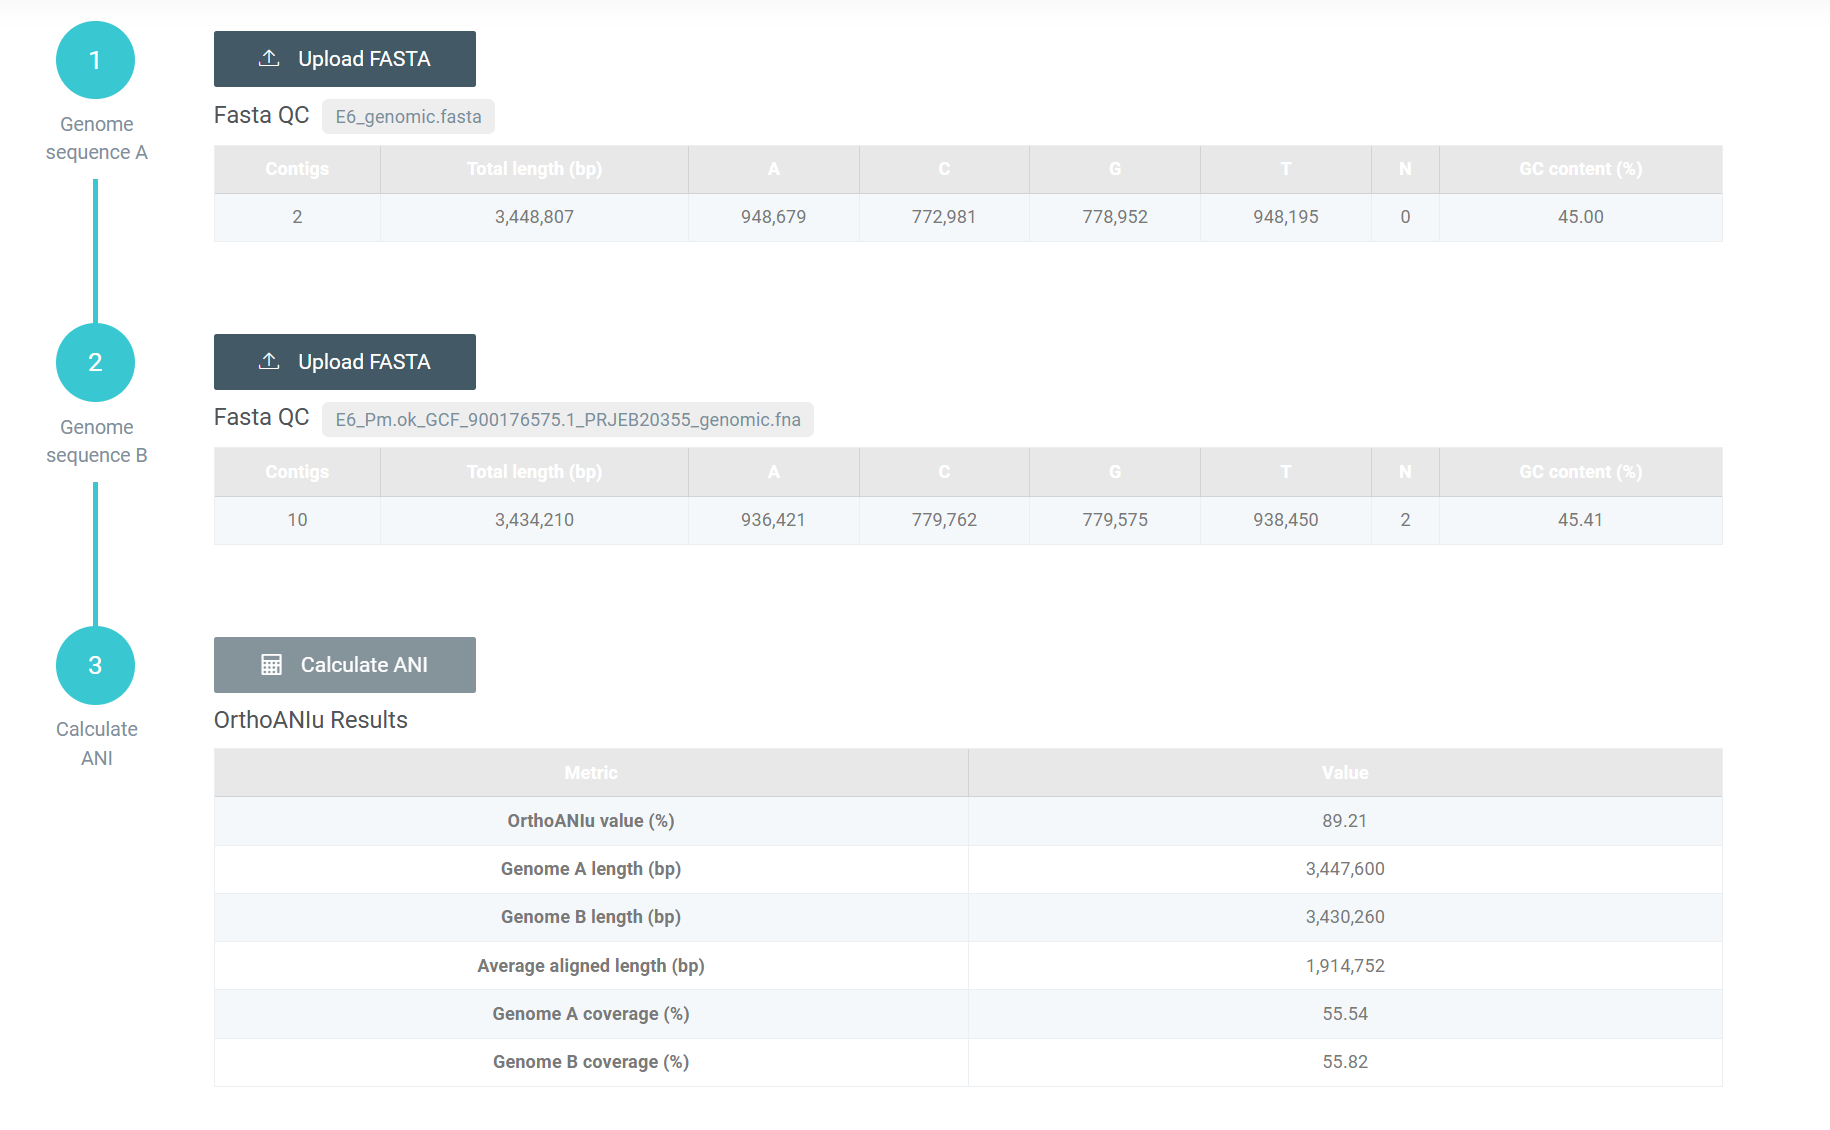 1
Genome
sequence A
Upload FASTA
Fasta QC E6_genomic.fasta
Contigs Total length (bp) A C G T N GC content (%)
2 3,448,807 948,679 772,981 778,952 948,195 0 45.00
2
Genome
sequence B
Upload FASTA
Fasta QC E6_Pm.ok_GCF_900176575.1_PRJEB20355_genomic.fna
Contigs Total length (bp) A C G T N GC content (%)
10 3,434,210 936,421 779,762 779,575 938,450 2 45.41
3
Calculate
ANI
Calculate ANI
OrthoANIu Results
Metric Value
OrthoANIu value (%) 89.21
Genome A length (bp) 3,447,600
Genome B length (bp) 3,430,260
Average aligned length (bp) 1,914,752
Genome A coverage (%) 55.54
Genome B coverage (%) 55.82